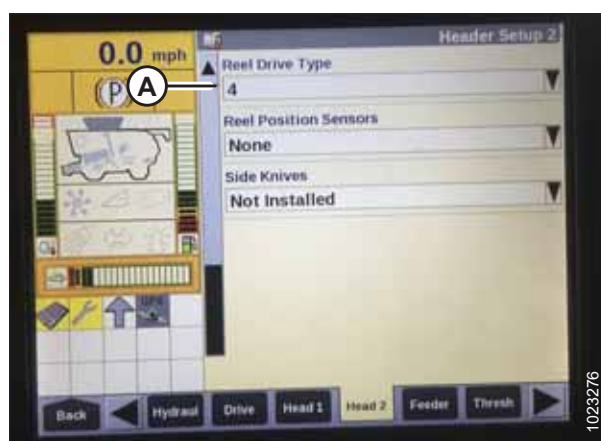 0.0 mph
Header Setup 2
(P)
A
Reel Drive Type
4
Reel Position Sensors
None
Side Knives
Not Installed
GPS
Back
Hydraul
Drive
Head 1
Head 2
Feeder
Thresh
1023276